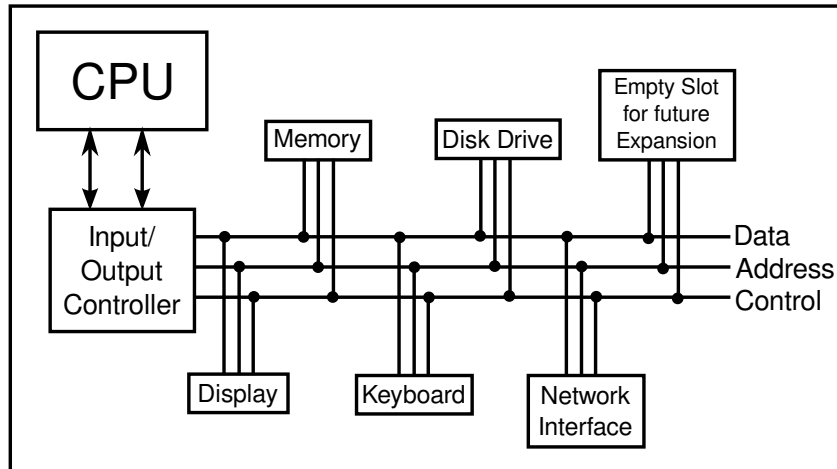 CPU
Memory
Disk Drive
Empty Slot
for future
Expansion
Input/
Output
Controller
Data
Address
Control
Display
Keyboard
Network
Interface